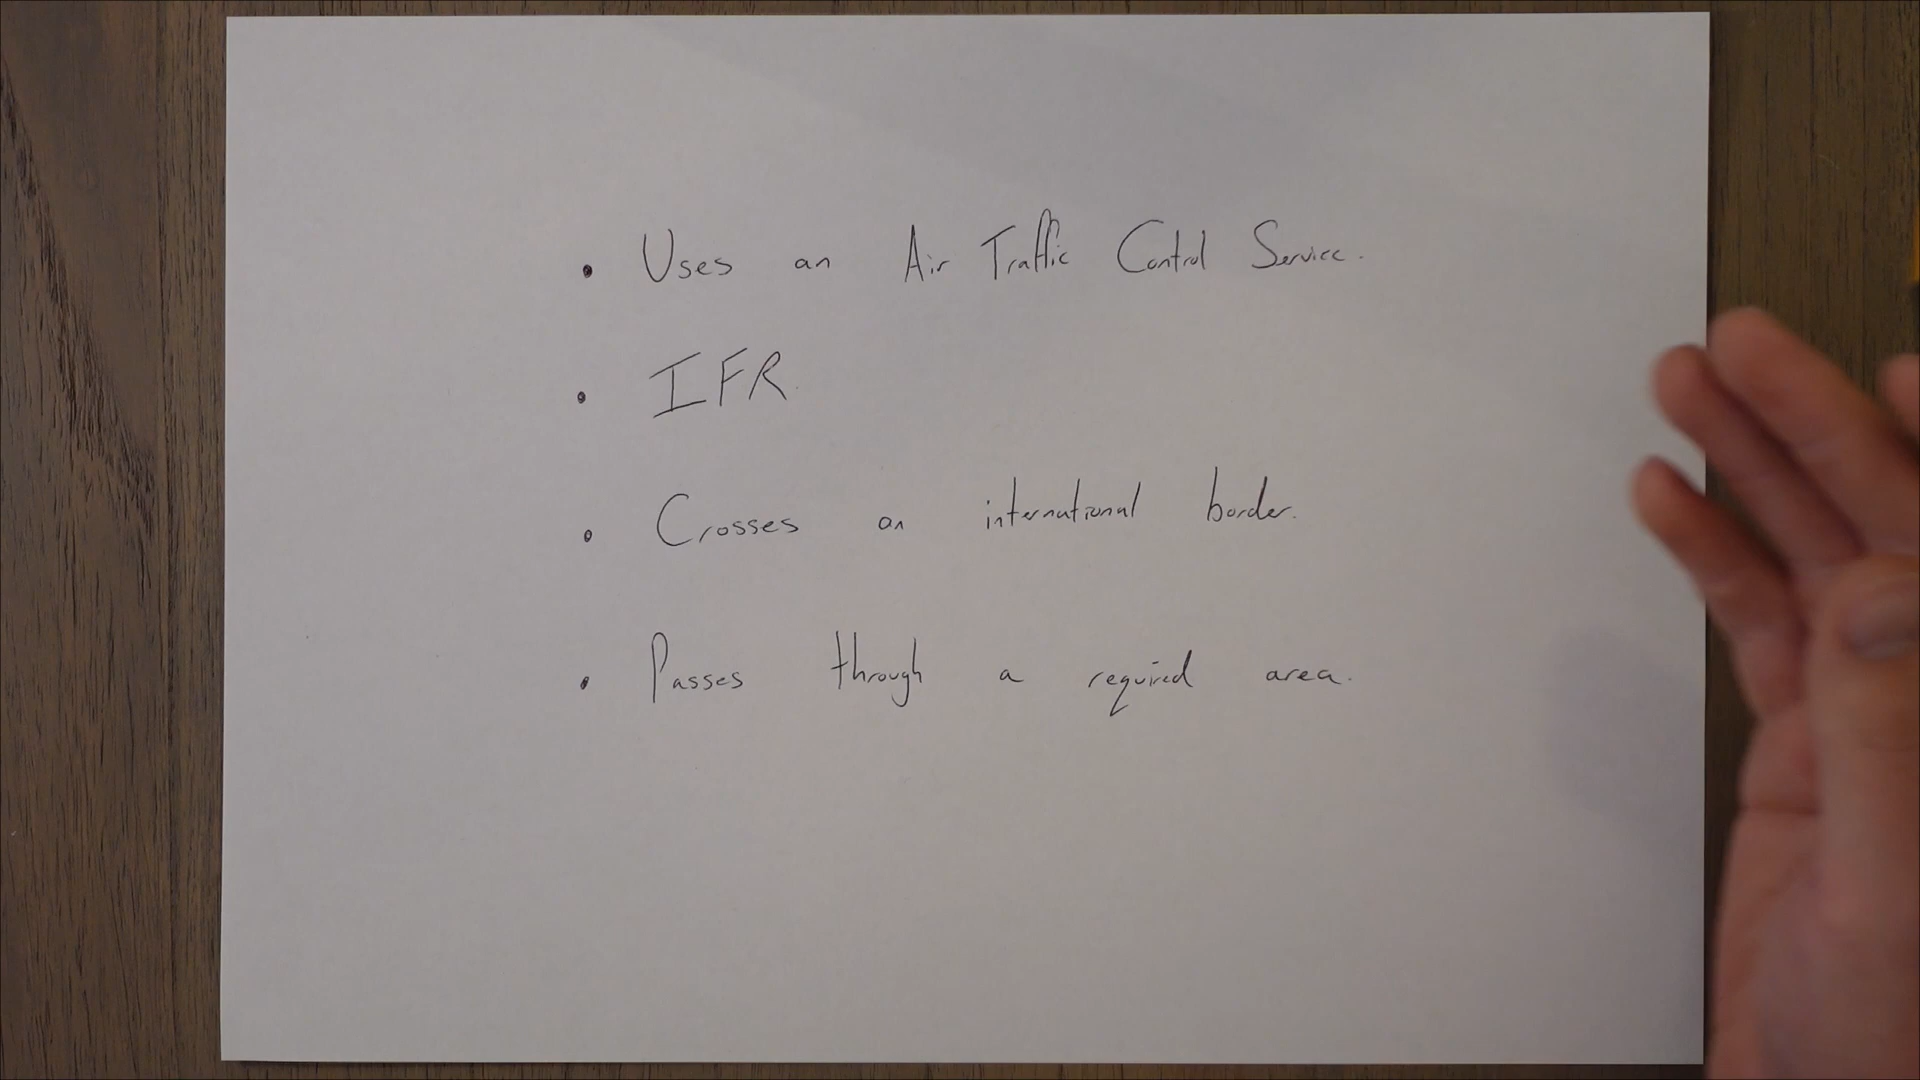 • Uses an Air Traffic Control Service.
• IFR
• Crosses an international border.
• Passes through a required area.